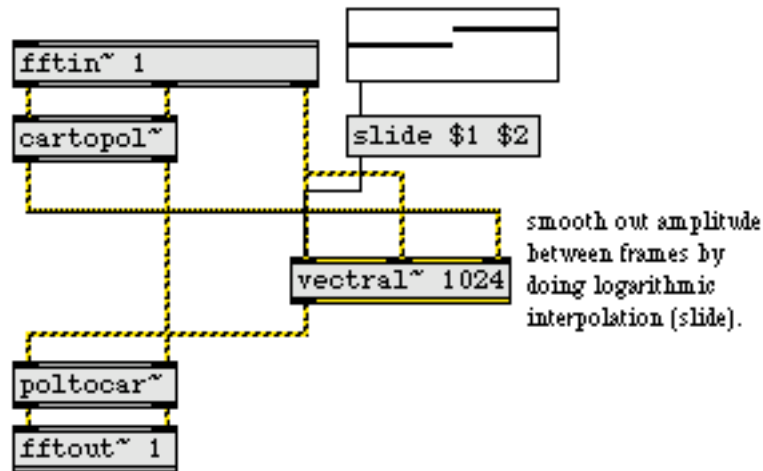 fftin~ 1
cartopol~
slide $1 $2
smooth out amplitude
between frames by
doing logarithmic
interpolation (slide).
vectral~ 1024
poltocar~
fftout~ 1